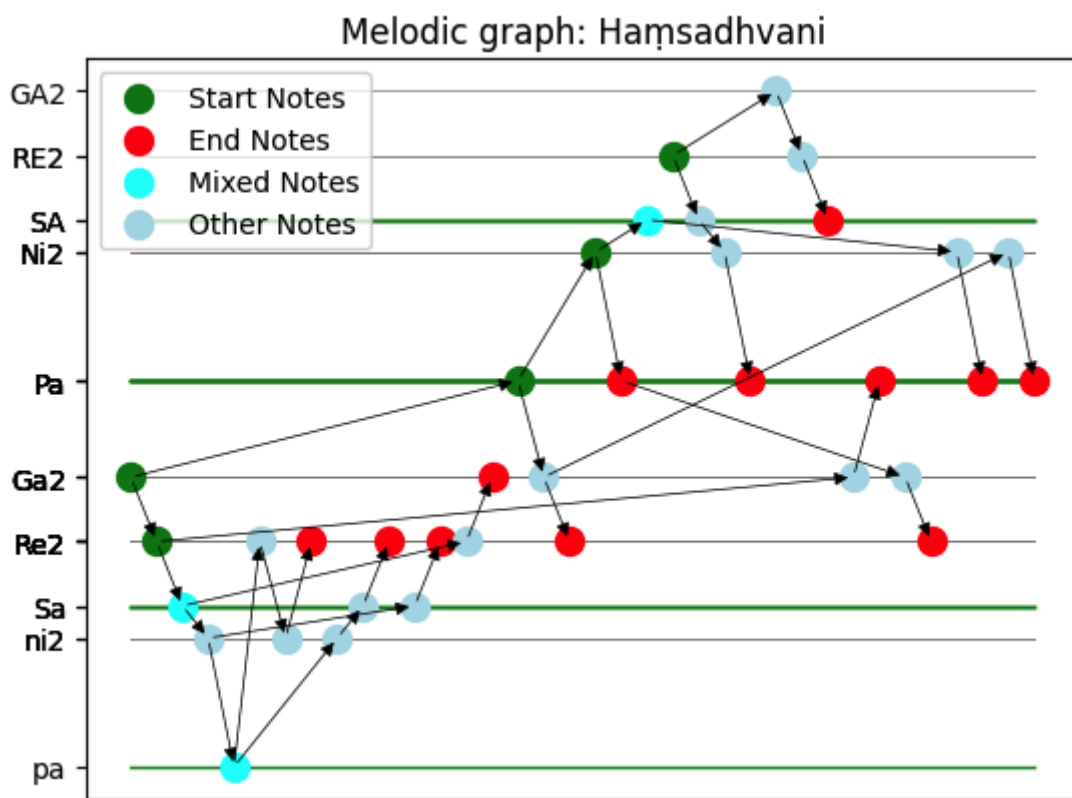 Melodic graph: Haṃsadhvani
GA2
RE2
SA
Ni2
Pa
Ga2
Re2
Sa
ni2
pa
Start Notes
End Notes
Mixed Notes
Other Notes